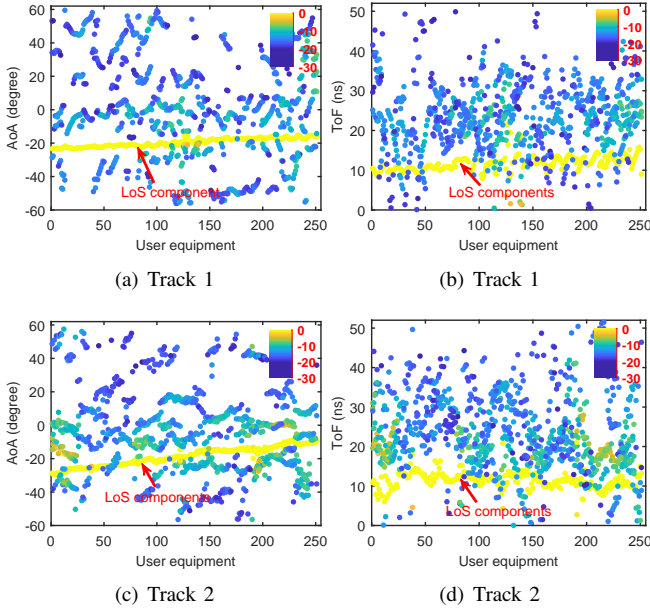 60
40
20
0
-20
-40
-60
AoA (degree)
0
-10
-20
-30
LoS component
0 50 100 150 200 250
User equipment
(a) Track 1
50
40
30
20
10
0
ToF (ns)
0
-10
-20
-30
LoS components
0 50 100 150 200 250
User equipment
(b) Track 1
60
40
20
0
-20
-40
-60
AoA (degree)
0
-10
-20
-30
LoS components
0 50 100 150 200 250
User equipment
(c) Track 2
50
40
30
20
10
0
ToF (ns)
0
-10
-20
-30
LoS components
0 50 100 150 200 250
User equipment
(d) Track 2